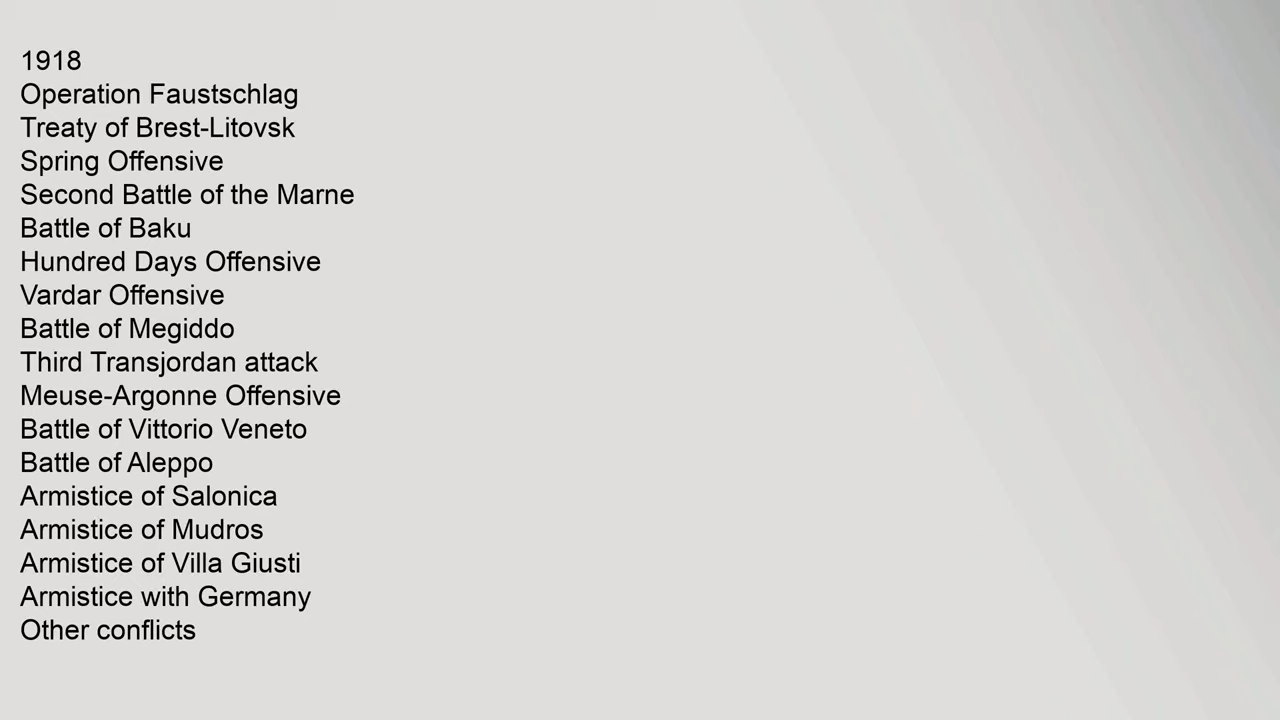 1918
Operation Faustschlag
Treaty of Brest-Litovsk
Spring Offensive
Second Battle of the Marne
Battle of Baku
Hundred Days Offensive
Vardar Offensive
Battle of Megiddo
Third Transjordan attack
Meuse-Argonne Offensive
Battle of Vittorio Veneto
Battle of Aleppo
Armistice of Salonica
Armistice of Mudros
Armistice of Villa Giusti
Armistice with Germany
Other conflicts